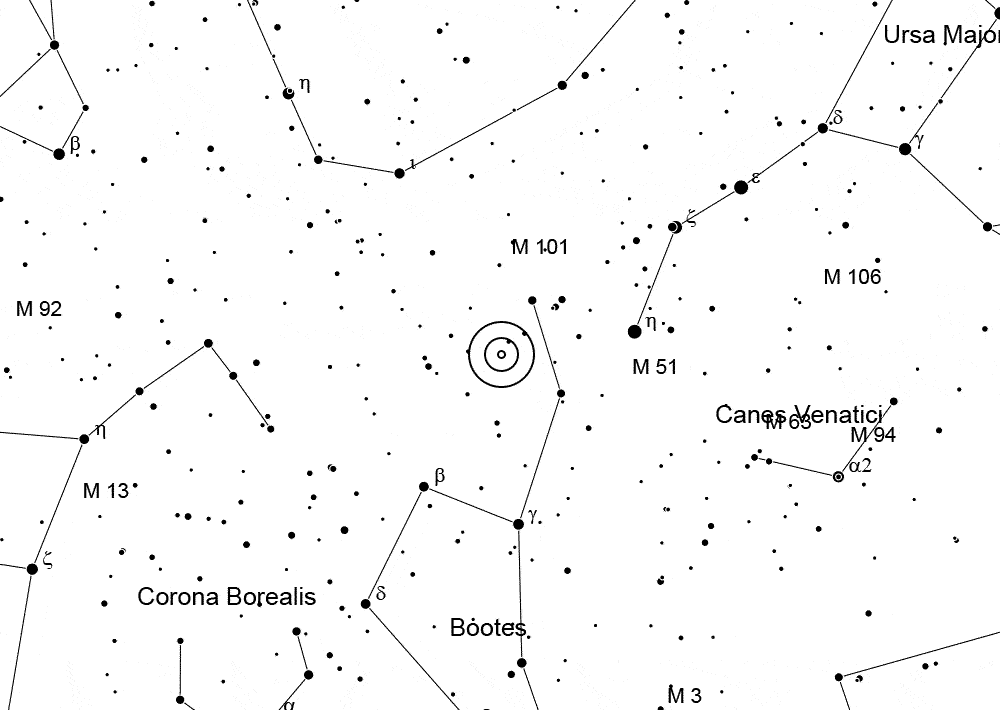 Ursa Major
η
δ
β
γ
ι
ε
ζ
M 101
M 106
M 92
η
M 51
Canes Venatici
M 63
η
M 94
α2
β
M 13
γ
ζ
Corona Borealis
δ
Bootes
M 3
α